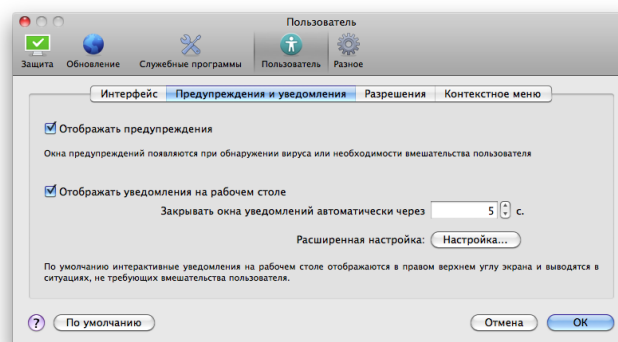 Пользователь
Защита Обновление Служебные программы Пользователь Разное
Интерфейс Предупреждения и уведомления Разрешения Контекстное меню
Отображать предупреждения
Окна предупреждений появляются при обнаружении вируса или необходимости вмешательства пользователя
Отображать уведомления на рабочем столе
Закрывать окна уведомлений автоматически через 5 с.
Расширенная настройка: Настройка...
По умолчанию интерактивные уведомления на рабочем столе отображаются в правом верхнем углу экрана и выводятся в
ситуациях, не требующих вмешательства пользователя.
? По умолчанию Отмена OK